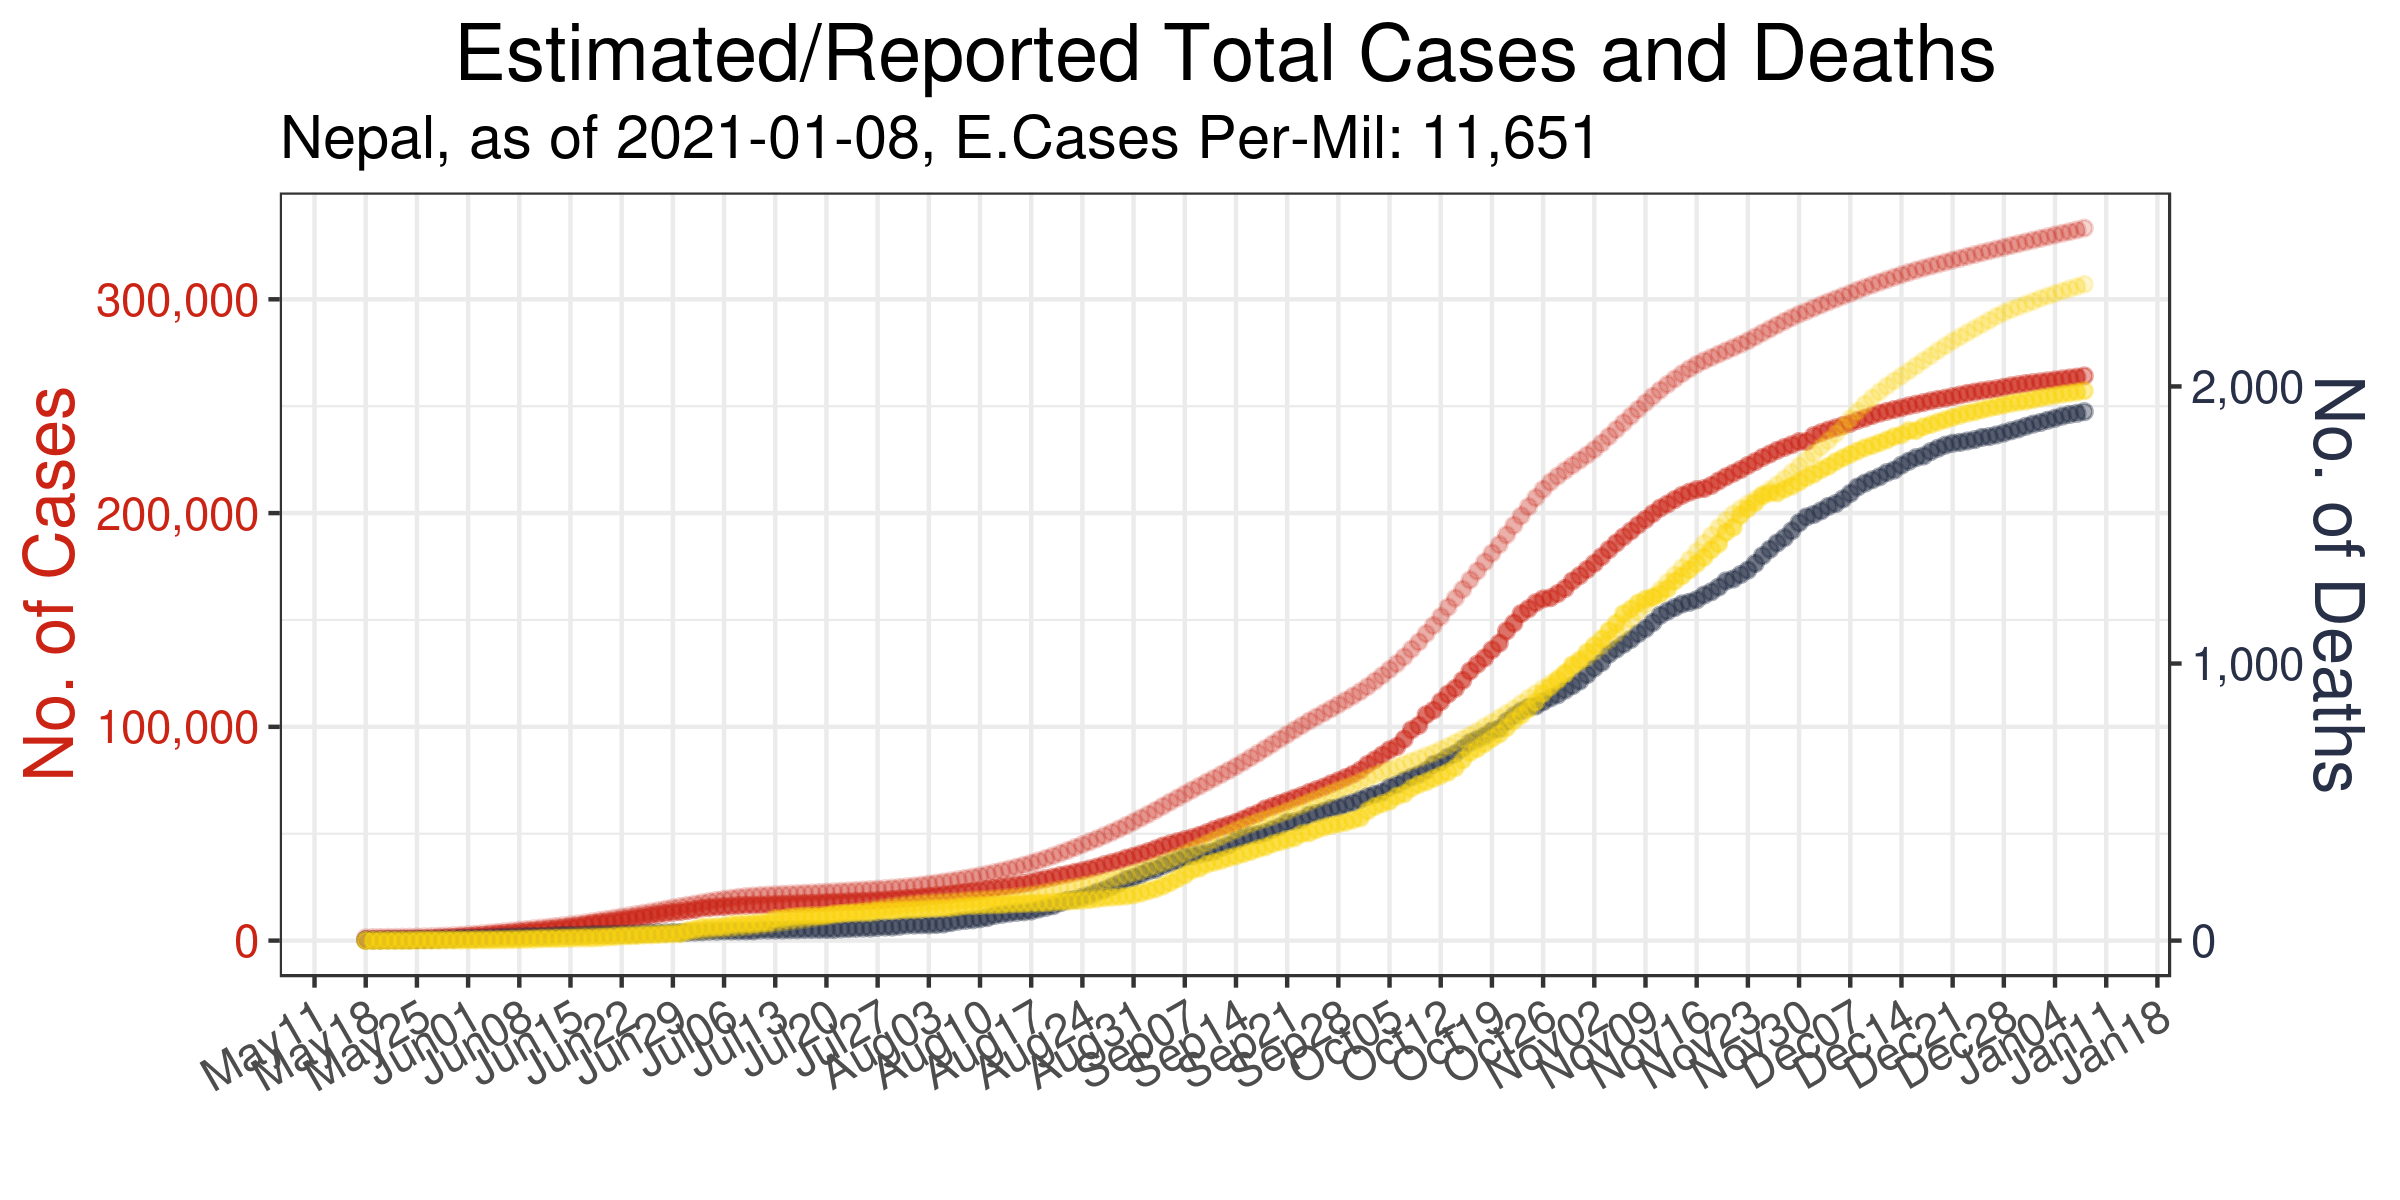 Estimated/Reported Total Cases and Deaths
Nepal, as of 2021-01-08, E.Cases Per-Mil: 11,651
No. of Cases
300,000
200,000
100,000
0
2,000
1,000
0
No. of Deaths
May11
May18
May25
Jun01
Jun08
Jun15
Jun22
Jun29
Jul06
Jul13
Jul20
Jul27
Aug03
Aug10
Aug17
Aug24
Aug31
Sep07
Sep14
Sep21
Sep28
Oct05
Oct12
Oct19
Oct26
Nov02
Nov09
Nov16
Nov23
Nov30
Dec07
Dec14
Dec21
Dec28
Jan04
Jan11
Jan18